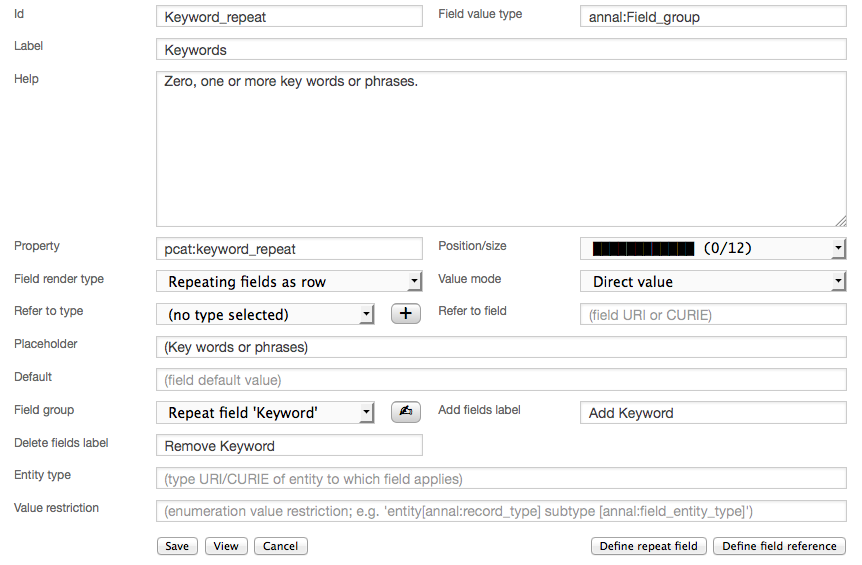 Id Keyword_repeat Field value type annal:Field_group
Label Keywords
Help Zero, one or more key words or phrases.
Property pcat:keyword_repeat Position/size ████████████ (0/12)
Field render type Repeating fields as row Value mode Direct value
Refer to type (no type selected) + Refer to field (field URI or CURIE)
Placeholder (Key words or phrases)
Default (field default value)
Field group Repeat field 'Keyword' ✍ Add fields label Add Keyword
Delete fields label Remove Keyword
Entity type (type URI/CURIE of entity to which field applies)
Value restriction (enumeration value restriction; e.g. 'entity[annal:record_type] subtype [annal:field_entity_type]')
Save View Cancel Define repeat field Define field reference